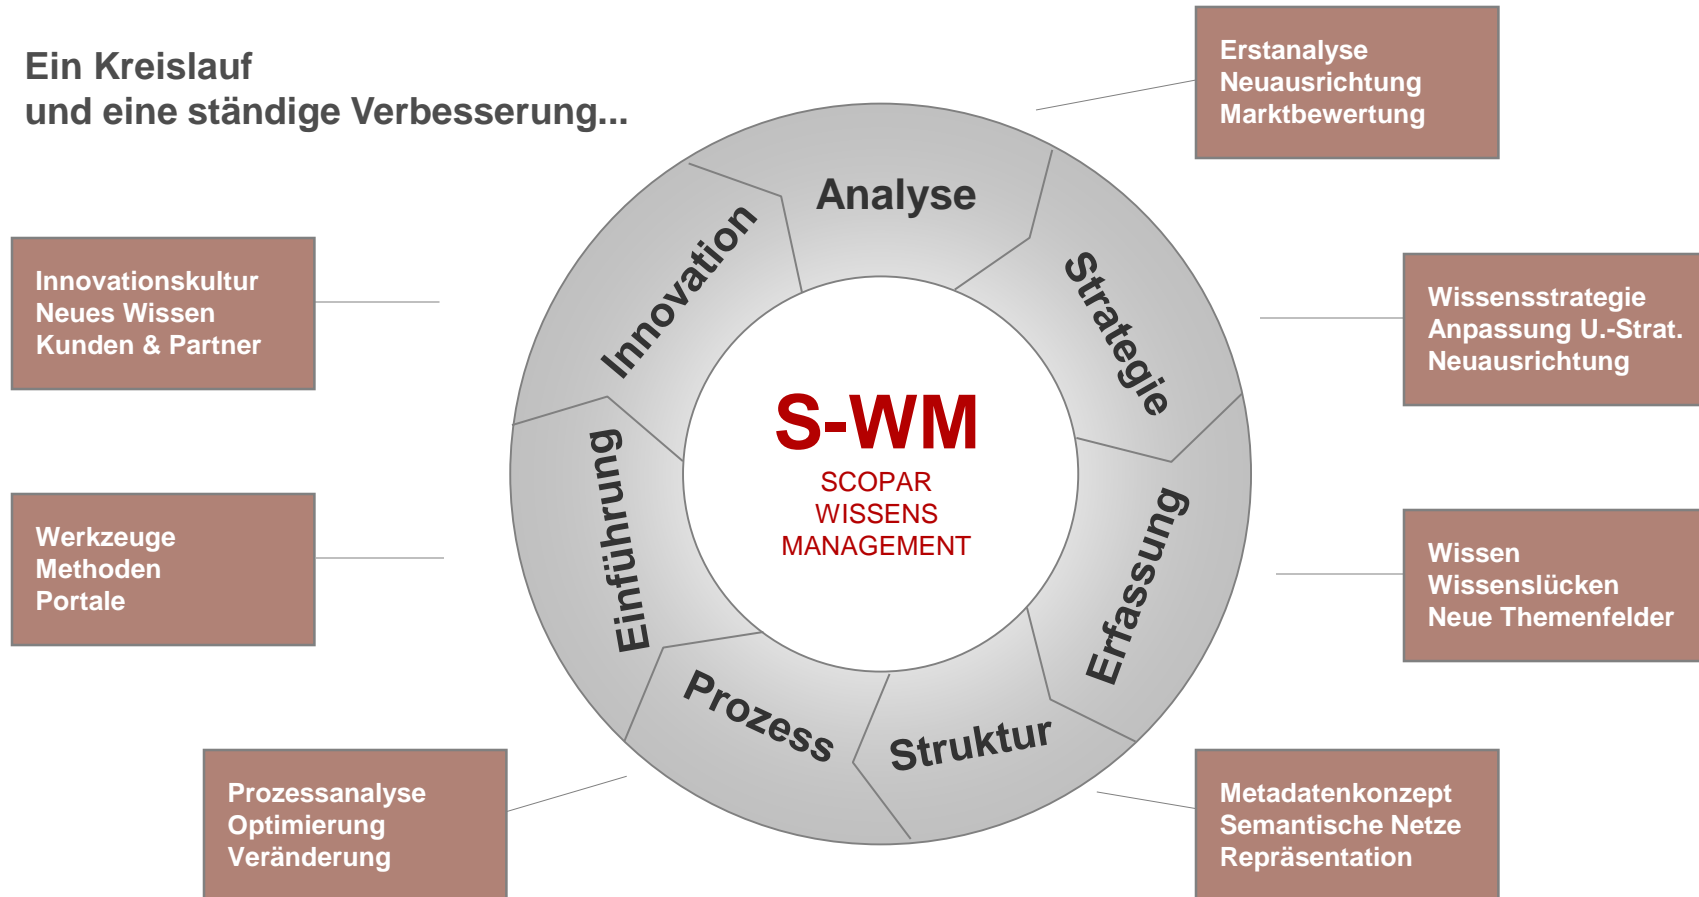 Ein Kreislauf
und eine ständige Verbesserung...
Erstanalyse
Neuausrichtung
Marktbewertung
Analyse
Strategie
Erfassung
Struktur
Prozess
Einführung
Innovation
S-WM
SCOPAR
WISSENS
MANAGEMENT
Wissensstrategie
Anpassung U.-Strat.
Neuausrichtung
Wissen
Wissenslücken
Neue Themenfelder
Metadatenkonzept
Semantische Netze
Repräsentation
Prozessanalyse
Optimierung
Veränderung
Werkzeuge
Methoden
Portale
Innovationskultur
Neues Wissen
Kunden & Partner